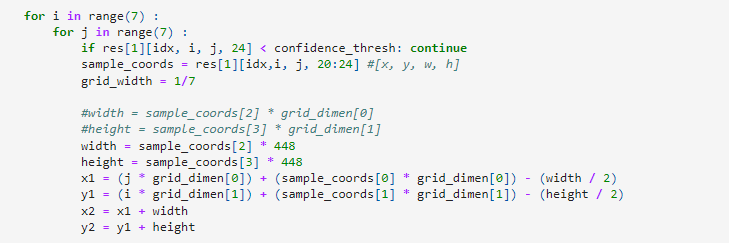 for i in range(7) :
    for j in range(7) :
        if res[1][idx, i, j, 24] < confidence_thresh: continue
        sample_coords = res[1][idx,i, j, 20:24] #[x, y, w, h]
        grid_width = 1/7

        #width = sample_coords[2] * grid_dimen[0]
        #height = sample_coords[3] * grid_dimen[1]
        width = sample_coords[2] * 448
        height = sample_coords[3] * 448
        x1 = (j * grid_dimen[0]) + (sample_coords[0] * grid_dimen[0]) - (width / 2)
        y1 = (i * grid_dimen[1]) + (sample_coords[1] * grid_dimen[1]) - (height / 2)
        x2 = x1 + width
        y2 = y1 + height